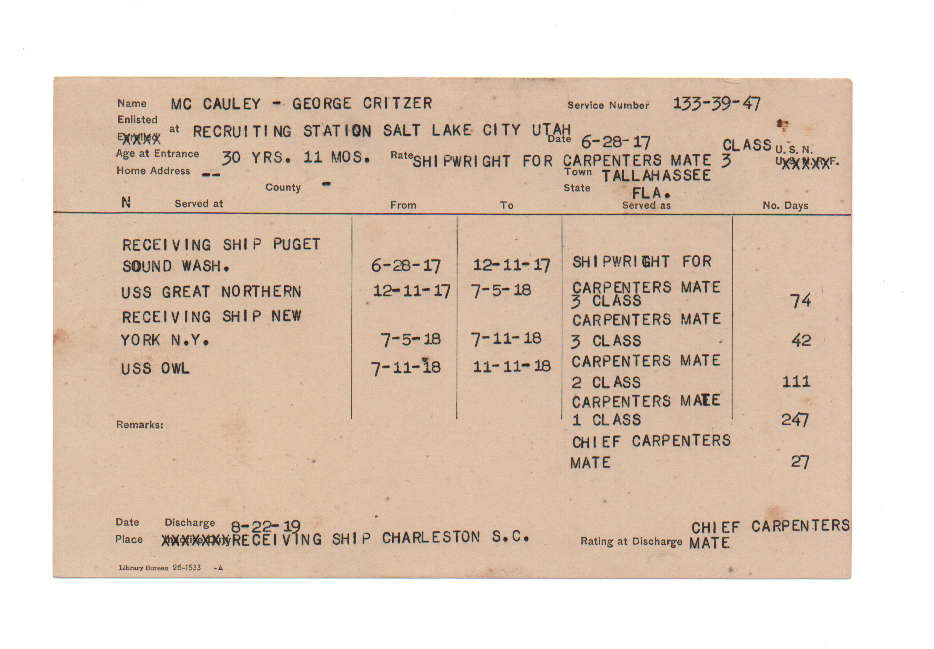 Name MC CAULEY - GEORGE CRITZER Service Number 133-39-47
Enlisted at RECRUITING STATION SALT LAKE CITY UTAH Date 6-28-17 CLASS U. S. N.
Age at Entrance 30 YRS. 11 MOS. Rate SHIPWRIGHT FOR CARPENTERS MATE 3
Home Address -- Town TALLAHASSEE
County - State FLA.
N Served at From To Served as No. Days
RECEIVING SHIP PUGET
SOUND WASH. 6-28-17 12-11-17 SHIPWRIGHT FOR
USS GREAT NORTHERN 12-11-17 7-5-18 CARPENTERS MATE
3 CLASS 74
RECEIVING SHIP NEW CARPENTERS MATE
YORK N.Y. 7-5-18 7-11-18 3 CLASS 42
USS OWL 7-11-18 11-11-18 CARPENTERS MATE
2 CLASS 111
CARPENTERS MATE
Remarks: 1 CLASS 247
CHIEF CARPENTERS
MATE 27
Date Discharge 8-22-19 CHIEF CARPENTERS
Place RECEIVING SHIP CHARLESTON S.C. Rating at Discharge MATE
Library Bureau 26-1533 -A